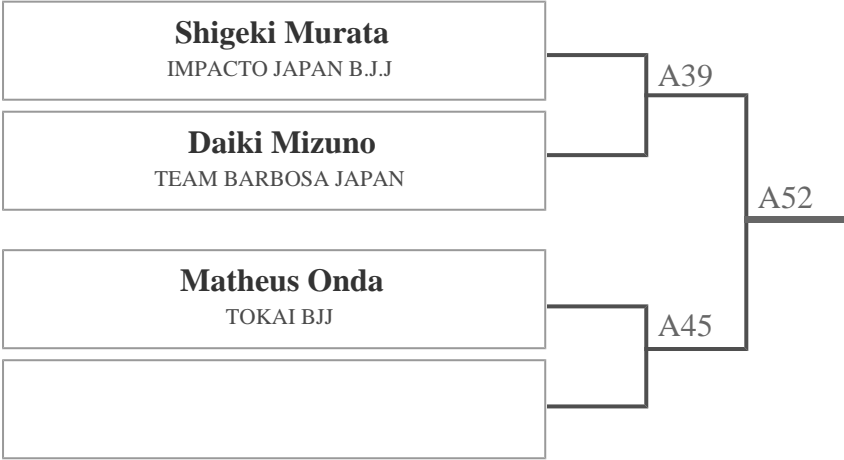 Shigeki Murata
IMPACTO JAPAN B.J.J
A39
Daiki Mizuno
TEAM BARBOSA JAPAN
A52
Matheus Onda
TOKAI BJJ
A45